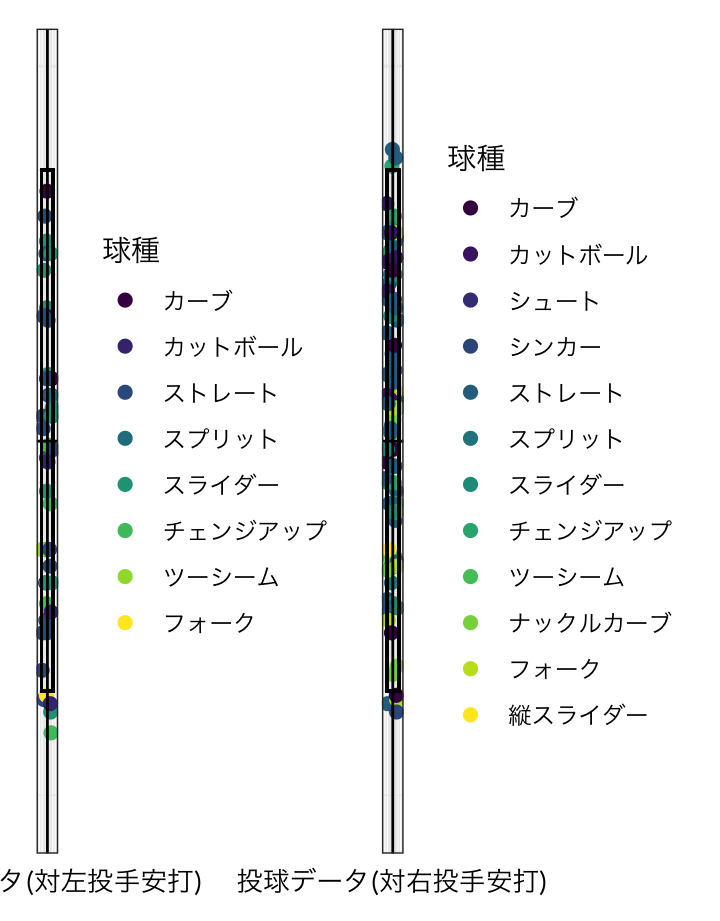 球種
カーブ
カットボール
ストレート
スプリット
スライダー
チェンジアップ
ツーシーム
フォーク
タ(対左投手安打)
球種
カーブ
カットボール
シュート
シンカー
ストレート
スプリット
スライダー
チェンジアップ
ツーシーム
ナックルカーブ
フォーク
縦スライダー
投球データ(対右投手安打)